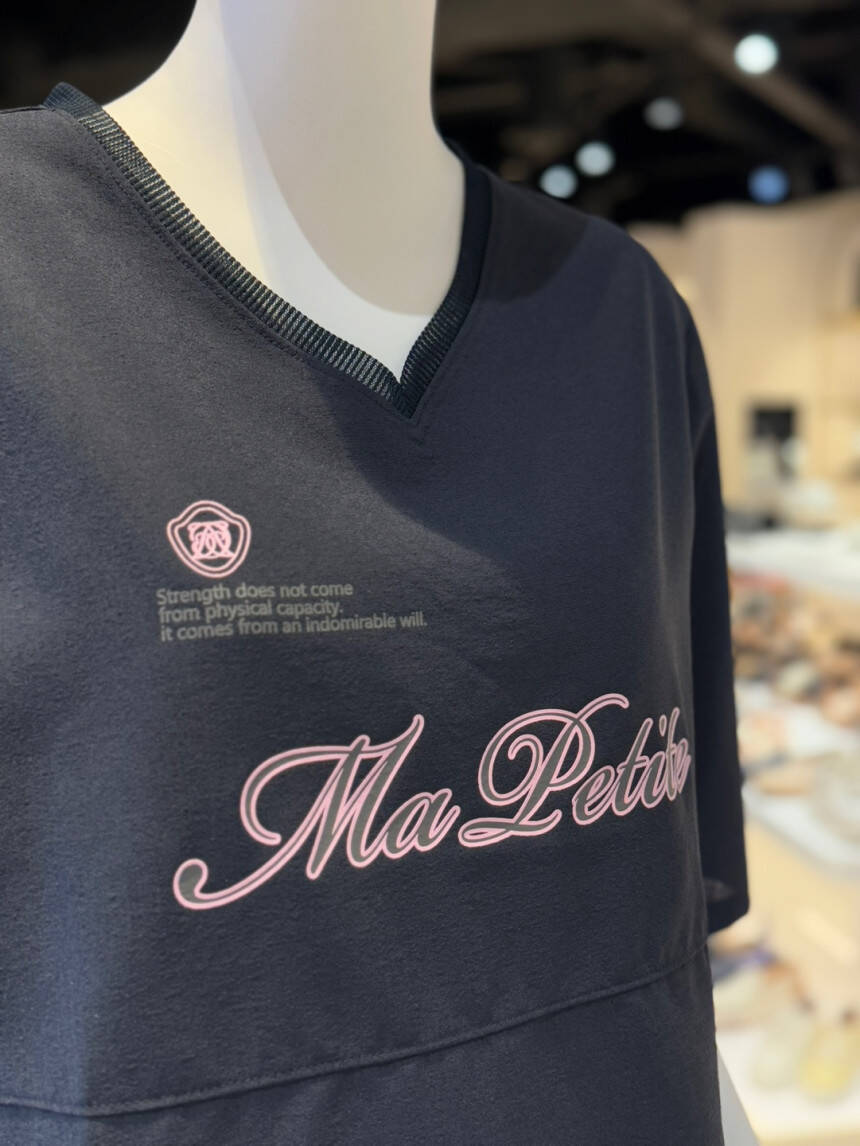 Strength does not come
from physical capacity.
it comes from an indomirable will.
Ma Petite